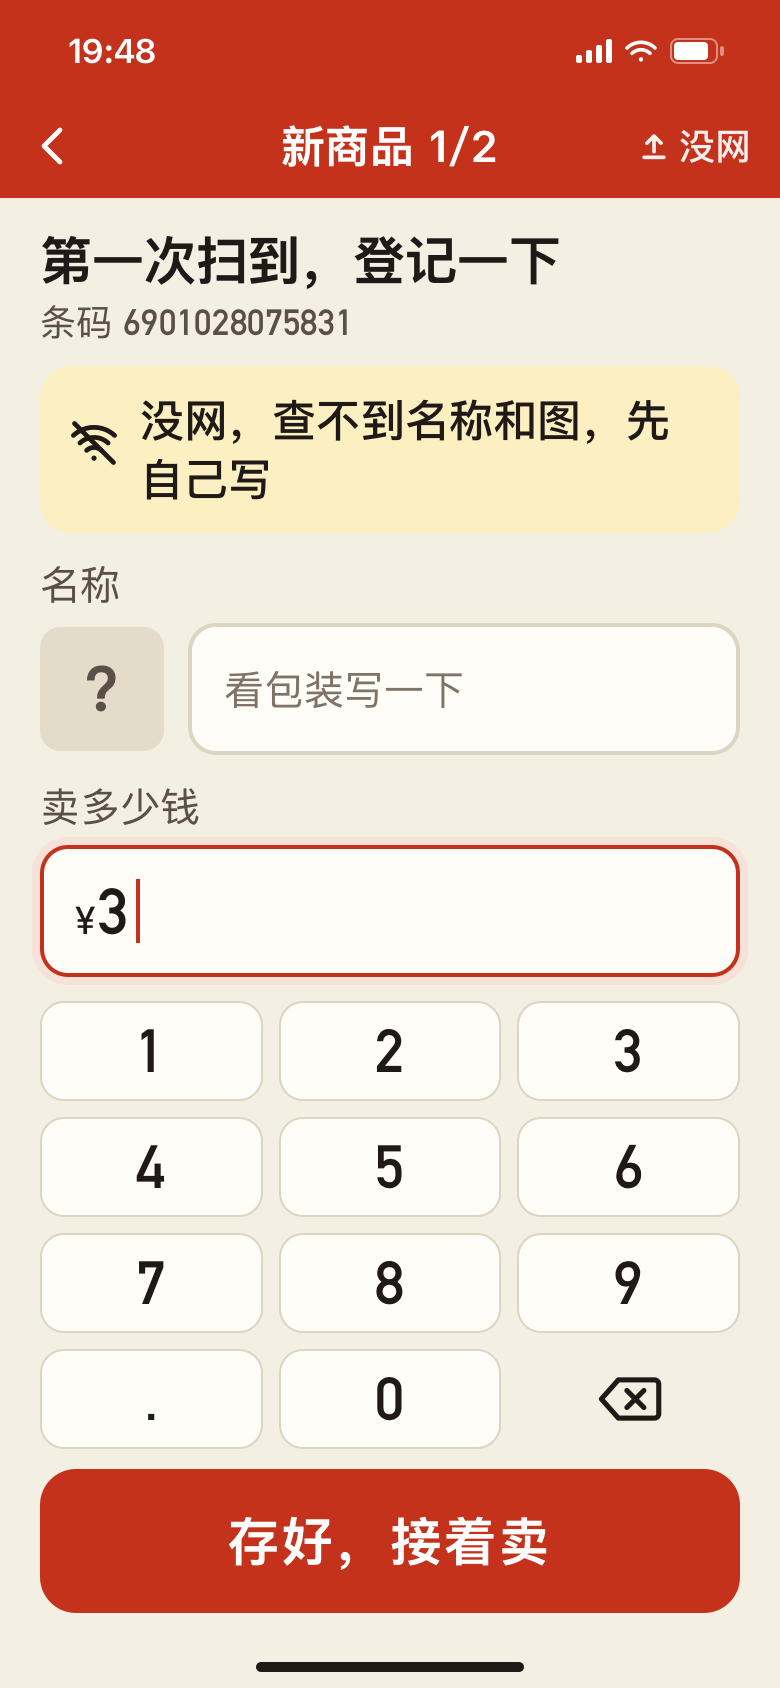 19:48
新商品 1/2
没网
第一次扫到，登记一下
条码 6901028075831
没网，查不到名称和图，先
自己写
名称
?
看包装写一下
卖多少钱
¥3
1 2 3
4 5 6
7 8 9
. 0
存好，接着卖